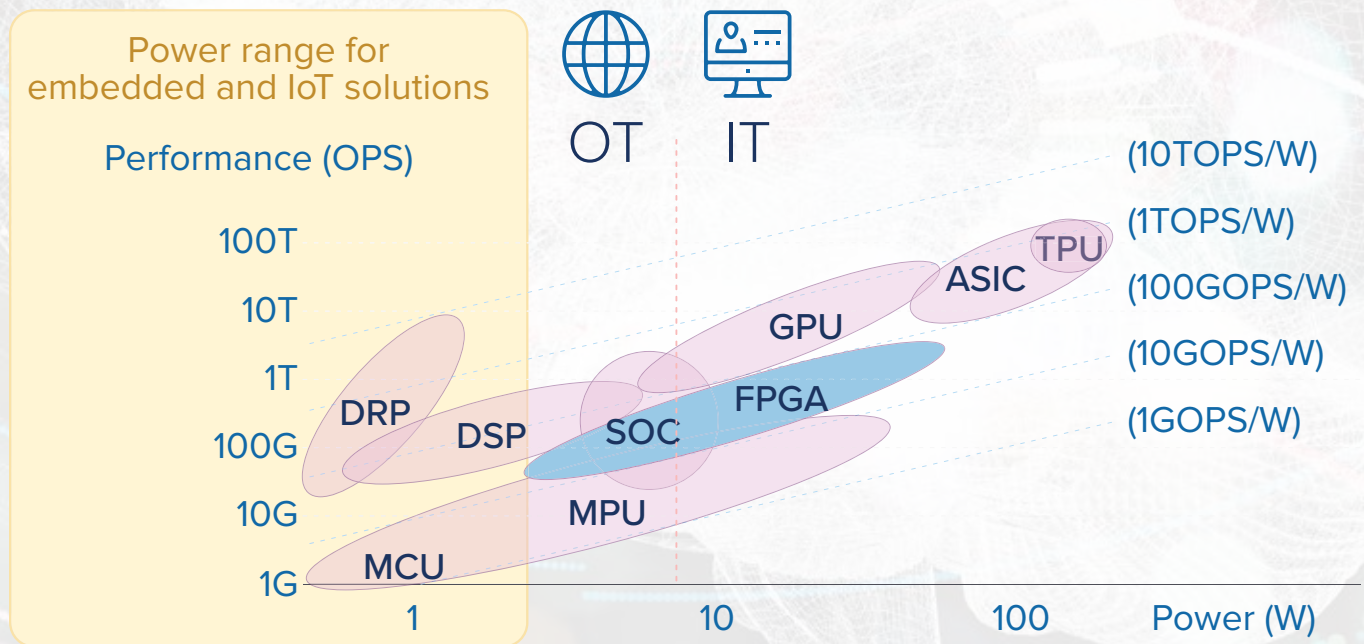 Power range for
embedded and IoT solutions
OT
IT
Performance (OPS)
(10TOPS/W)
(1TOPS/W)
(100GOPS/W)
(10GOPS/W)
(1GOPS/W)
100T
10T
1T
100G
10G
1G
TPU
ASIC
GPU
FPGA
DRP
DSP
SOC
MPU
MCU
1
10
100
Power (W)